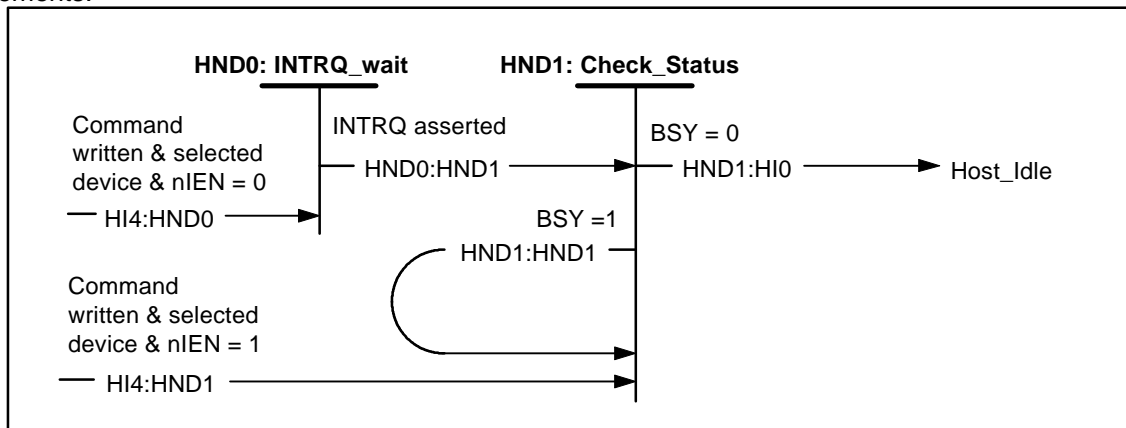 HND0: INTRQ_wait
HND1: Check_Status
Command
written & selected
device & nIEN = 0
HI4:HND0
INTRQ asserted
HND0:HND1
BSY = 0
HND1:HI0
Host_Idle
BSY =1
HND1:HND1
Command
written & selected
device & nIEN = 1
HI4:HND1